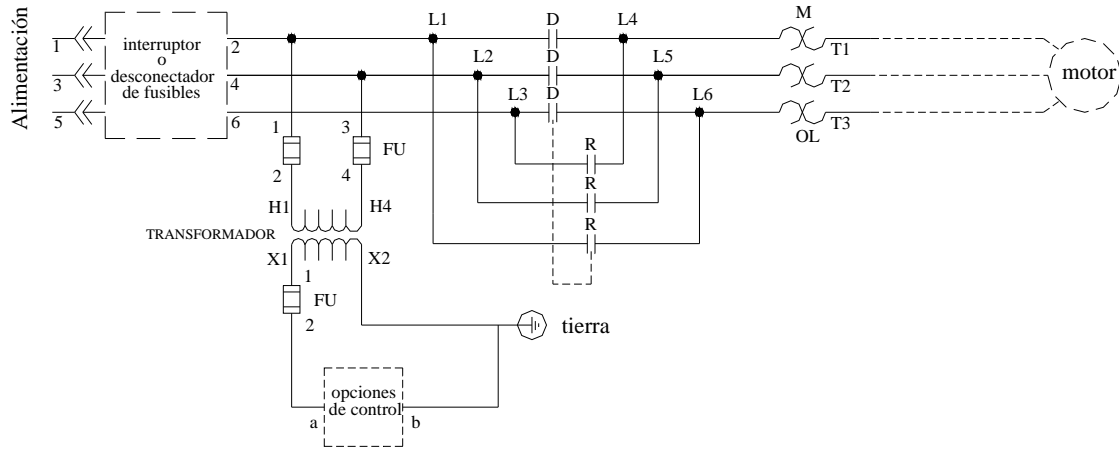 Alimentación
1
3
5
interruptor
o
desconectador
de fusibles
2
4
6
L1
L2
L3
D
D
D
L4
L5
L6
M
OL
T1
T2
T3
motor
R
R
R
1
2
3
4
FU
H1
H4
TRANSFORMADOR
X1
X2
1
2
FU
tierra
opciones
de control
a
b